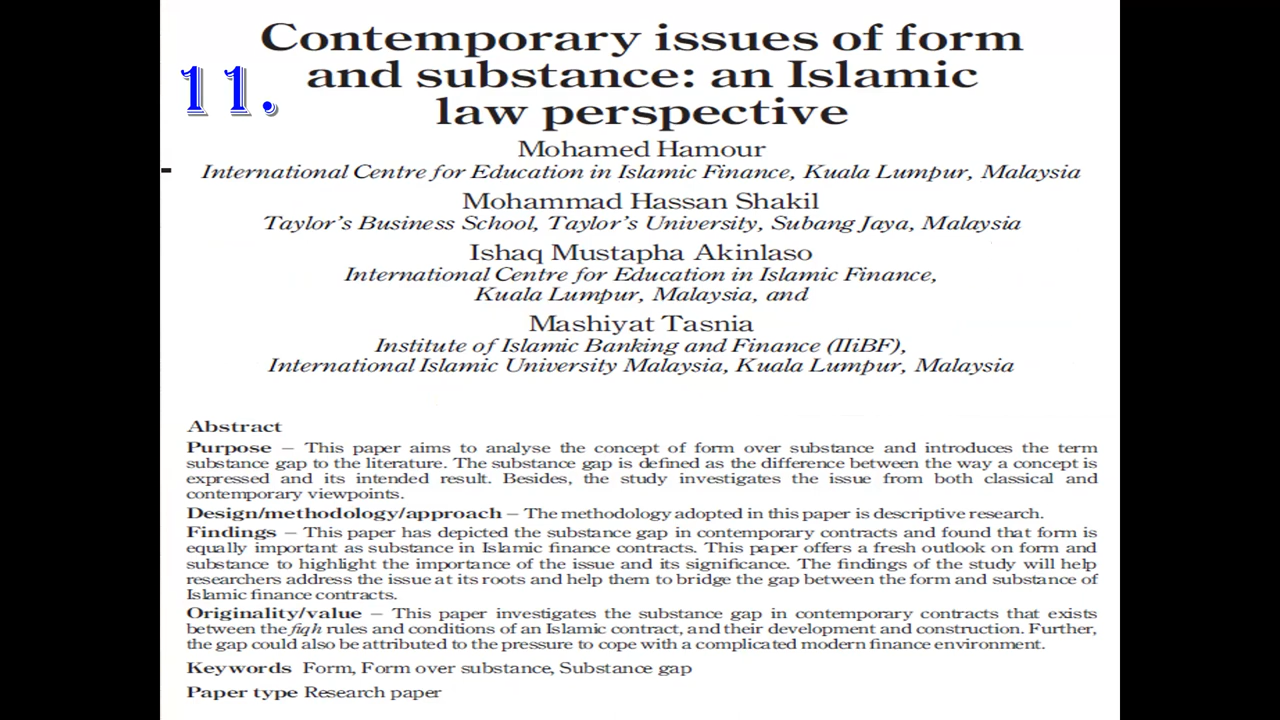 Contemporary issues of form
11. and substance: an Islamic
law perspective
Mohamed Hamour
- International Centre for Education in Islamic Finance, Kuala Lumpur, Malaysia
Mohammad Hassan Shakil
Taylor's Business School, Taylor's University, Subang Jaya, Malaysia
Ishaq Mustapha Akinlaso
International Centre for Education in Islamic Finance,
Kuala Lumpur, Malaysia, and
Mashiyat Tasnia
Institute of Islamic Banking and Finance (IIiBF),
International Islamic University Malaysia, Kuala Lumpur, Malaysia
Abstract
Purpose – This paper aims to analyse the concept of form over substance and introduces the term
substance gap to the literature. The substance gap is defined as the difference between the way a concept is
expressed and its intended result. Besides, the study investigates the issue from both classical and
contemporary viewpoints.
Design/methodology/approach – The methodology adopted in this paper is descriptive research.
Findings – This paper has depicted the substance gap in contemporary contracts and found that form is
equally important as substance in Islamic finance contracts. This paper offers a fresh outlook on form and
substance to highlight the importance of the issue and its significance. The findings of the study will help
researchers address the issue at its roots and help them to bridge the gap between the form and substance of
Islamic finance contracts.
Originality/value – This paper investigates the substance gap in contemporary contracts that exists
between the fiqh rules and conditions of an Islamic contract, and their development and construction. Further,
the gap could also be attributed to the pressure to cope with a complicated modern finance environment.
Keywords Form, Form over substance, Substance gap
Paper type Research paper